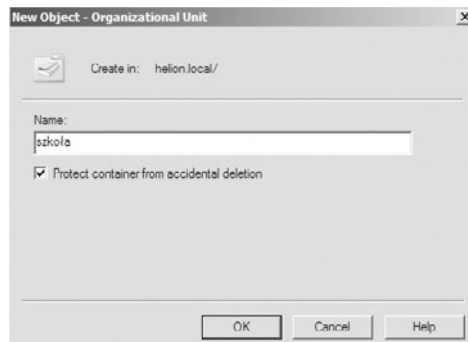 New Object - Organizational Unit
Create in: helion.local/
Name:
szkoła
Protect container from accidental deletion
OK Cancel Help